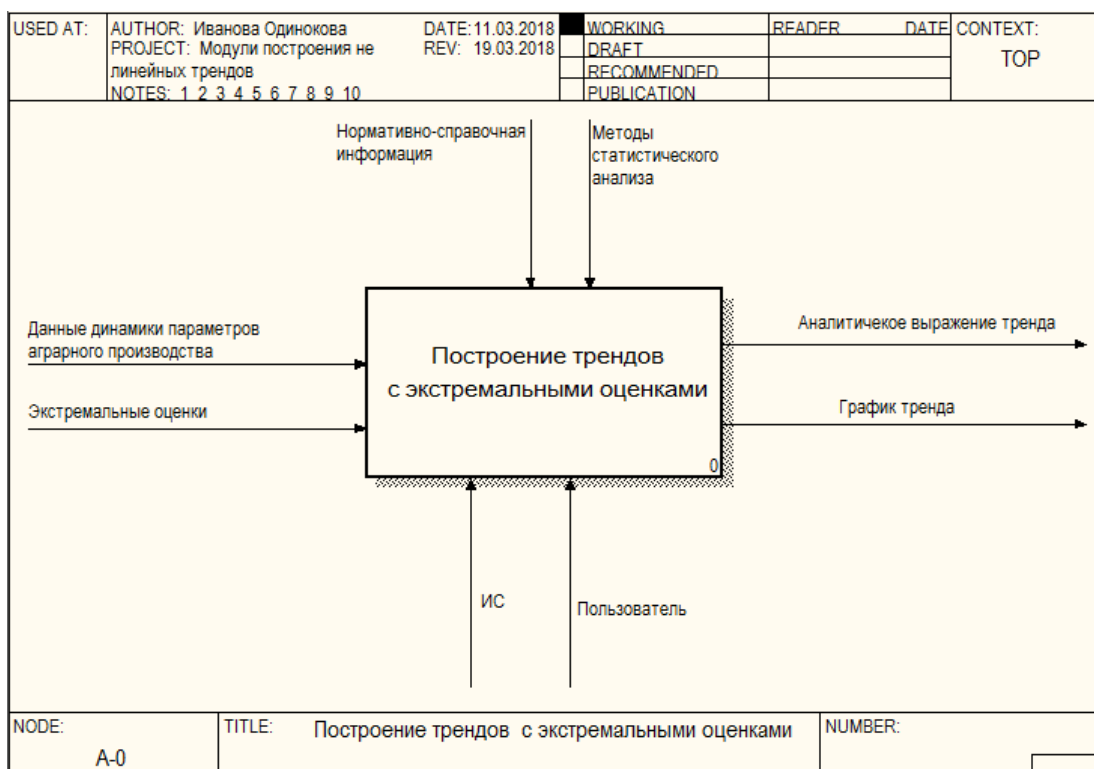 USED AT:
AUTHOR: Иванова Одинокова
DATE: 11.03.2018
PROJECT: Модули построения не
REV: 19.03.2018
линейных трендов
NOTES: 1 2 3 4 5 6 7 8 9 10
WORKING
DRAFT
RECOMMENDED
PUBLICATION
READER DATE
CONTEXT:
TOP
Нормативно-справочная
информация
Методы
статистического
анализа
Данные динамики параметров
аграрного производства
Экстремальные оценки
Построение трендов
с экстремальными оценками
0
Аналитичекое выражение тренда
График тренда
ИС
Пользователь
NODE:
A-0
TITLE: Построение трендов с экстремальными оценками
NUMBER: